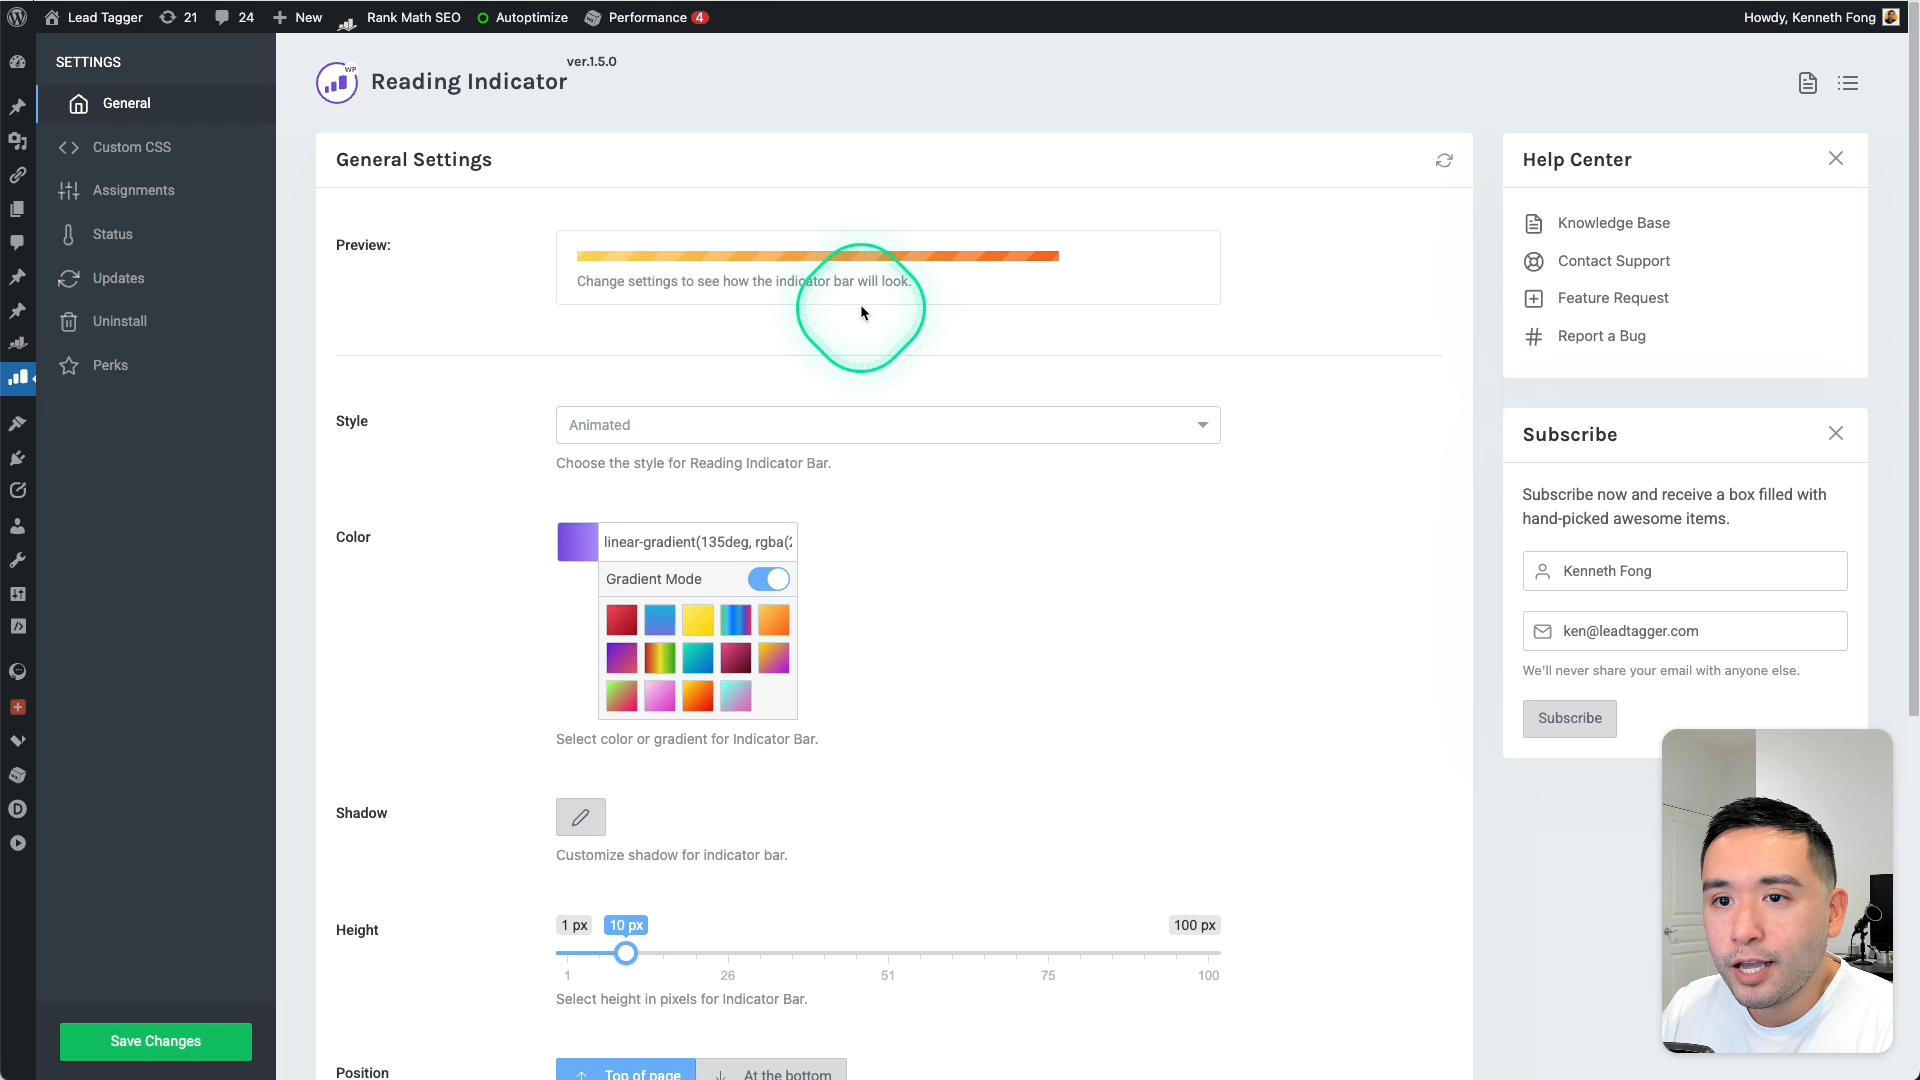 Lead Tagger
21
24
New
Rank Math SEO
Autoptimize
Performance 4
Howdy, Kenneth Fong
SETTINGS
General
Custom CSS
Assignments
Status
Updates
Uninstall
Perks
Save Changes
WP
Reading Indicator
ver.1.5.0
General Settings
Preview:
Change settings to see how the indicator bar will look.
Style
Animated
Choose the style for Reading Indicator Bar.
Color
linear-gradient(135deg, rgba(2
Gradient Mode
Select color or gradient for Indicator Bar.
Shadow
Customize shadow for indicator bar.
Height
1 px
10 px
100 px
1
26
51
75
100
Select height in pixels for Indicator Bar.
Position
Top of page
At the bottom
Help Center
Knowledge Base
Contact Support
Feature Request
Report a Bug
Subscribe
Subscribe now and receive a box filled with
hand-picked awesome items.
Kenneth Fong
ken@leadtagger.com
We'll never share your email with anyone else.
Subscribe